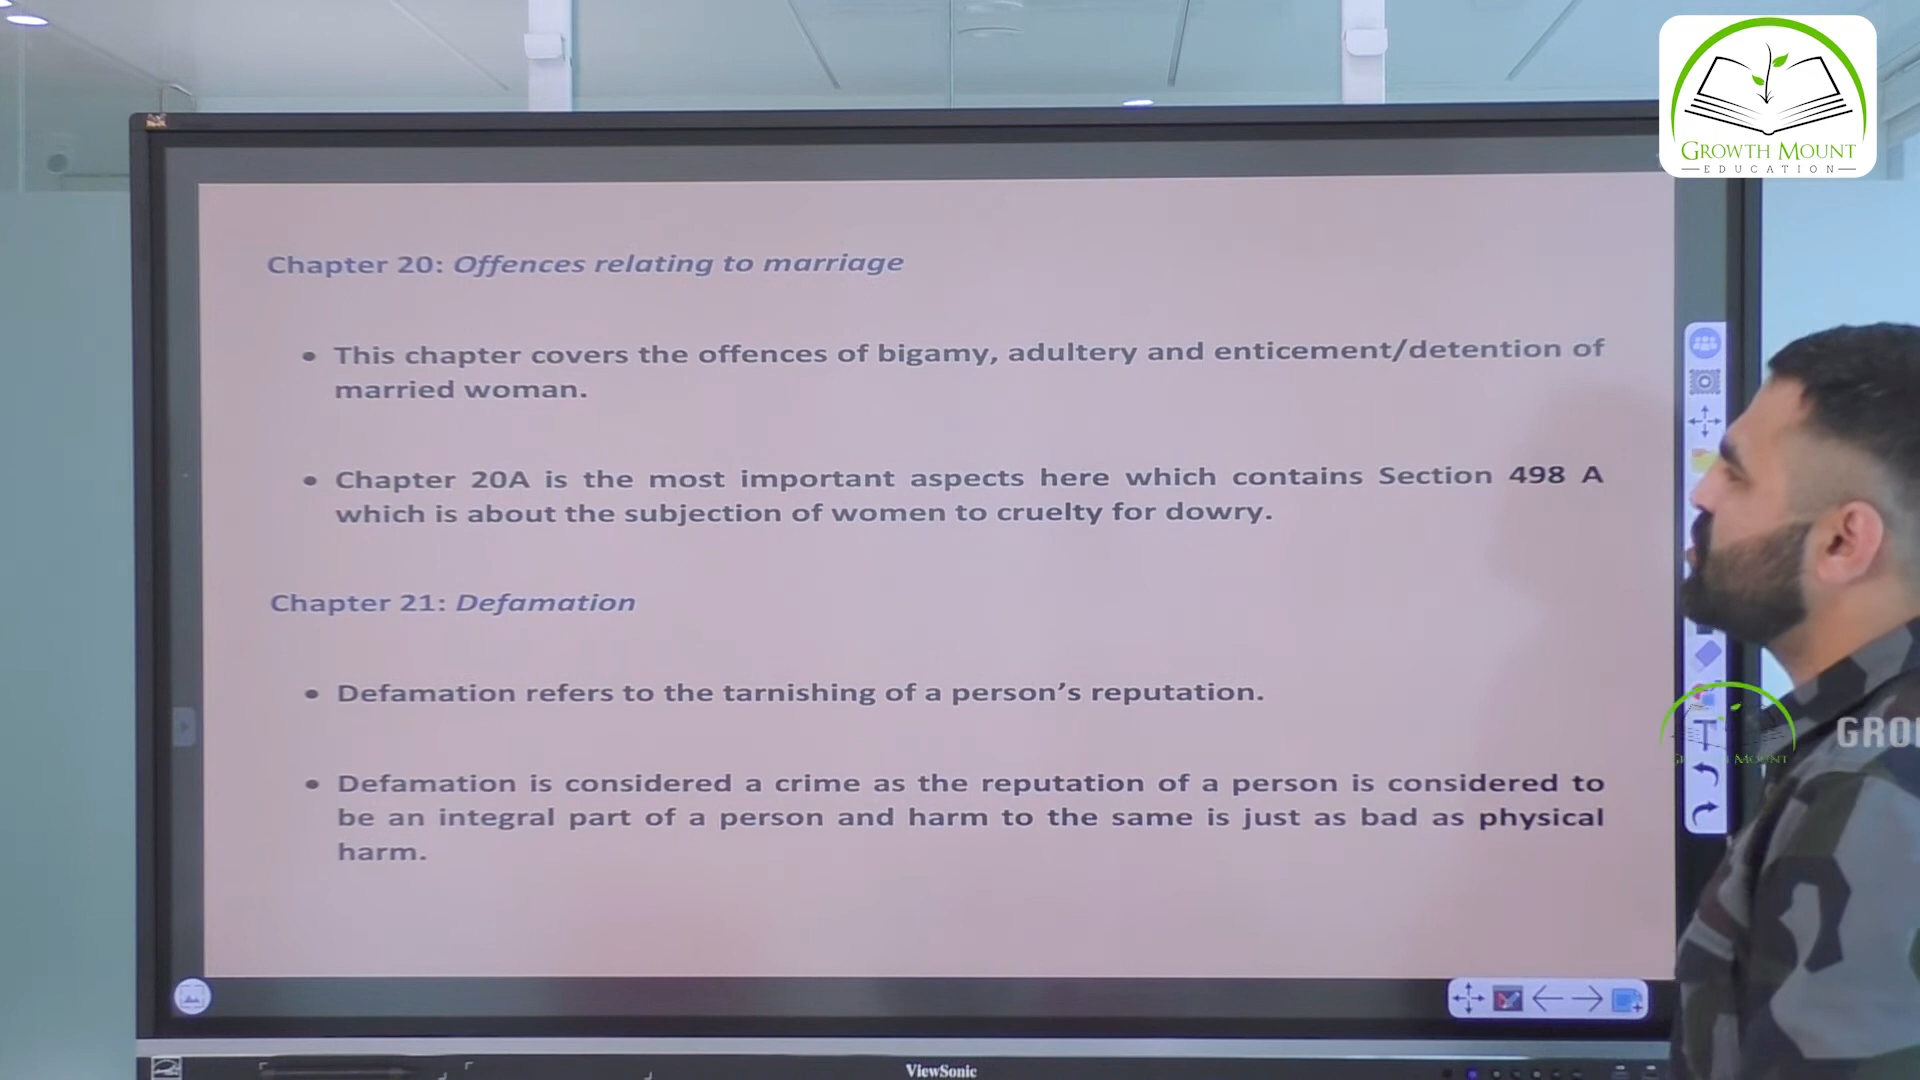 GROWTH MOUNT
EDUCATION
Chapter 20: Offences relating to marriage
• This chapter covers the offences of bigamy, adultery and enticement/detention of
married woman.
• Chapter 20A is the most important aspects here which contains Section 498 A
which is about the subjection of women to cruelty for dowry.
Chapter 21: Defamation
• Defamation refers to the tarnishing of a person's reputation.
• Defamation is considered a crime as the reputation of a person is considered to
be an integral part of a person and harm to the same is just as bad as physical
harm.
T
MOUNT
ViewSonic